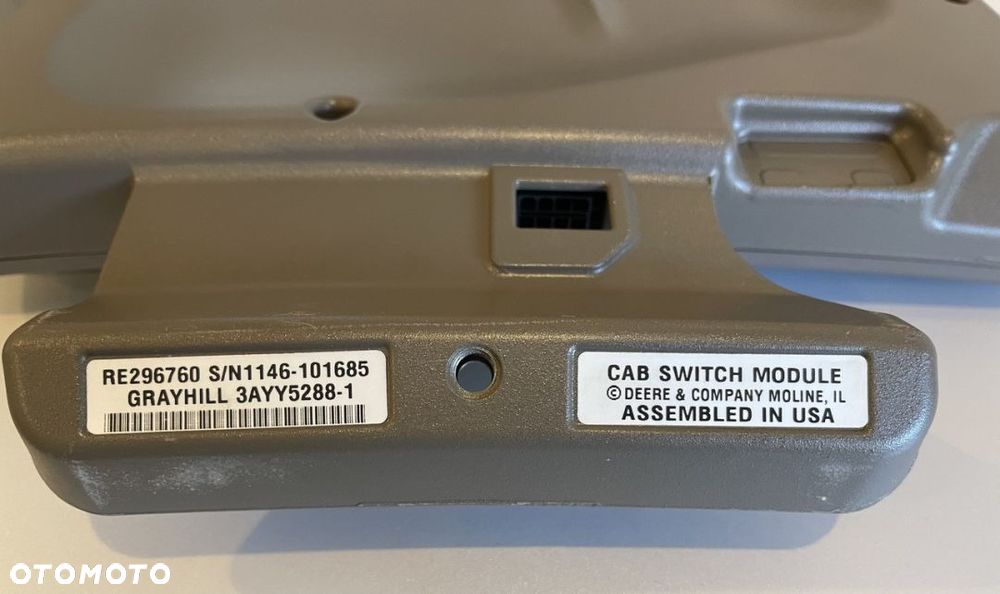 RE296760 S/N1146-101685
GRAYHILL 3AYY5288-1
CAB SWITCH MODULE
© DEERE & COMPANY MOLINE, IL
ASSEMBLED IN USA
OTOMOTO